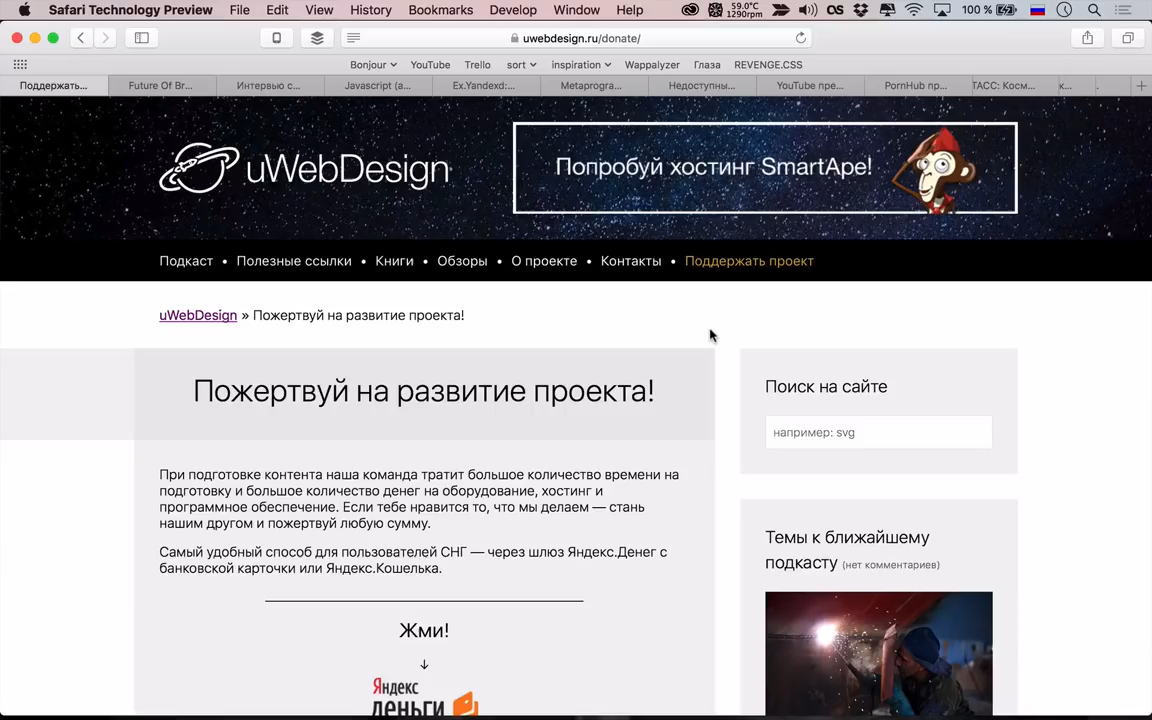 Safari Technology Preview File Edit View History Bookmarks Develop Window Help 59.0°C 1290rpm 100 %
uwebdesign.ru/donate/
Bonjour YouTube Trello sort inspiration Wappalyzer Глаза REVENGE.CSS
Поддержать... Future Of Br... Интервью с... Javascript (a... Ex.Yandexd:... Metaprogra... Недоступны... YouTube пре... PornHub пр... ТАСС: Косм... к...
uWebDesign
Попробуй хостинг SmartApe!
Подкаст • Полезные ссылки • Книги • Обзоры • О проекте • Контакты • Поддержать проект
uWebDesign » Пожертвуй на развитие проекта!
Пожертвуй на развитие проекта!
При подготовке контента наша команда тратит большое количество времени на
подготовку и большое количество денег на оборудование, хостинг и
программное обеспечение. Если тебе нравится то, что мы делаем — стань
нашим другом и пожертвуй любую сумму.
Самый удобный способ для пользователей СНГ — через шлюз Яндекс.Денег с
банковской карточки или Яндекс.Кошелька.
Жми!
↓
Яндекс
деньги
Поиск на сайте
например: svg
Темы к ближайшему
подкасту (нет комментариев)